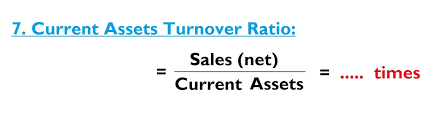 7. Current Assets Turnover Ratio:
Sales (net)
= ――― = ..... times
Current Assets